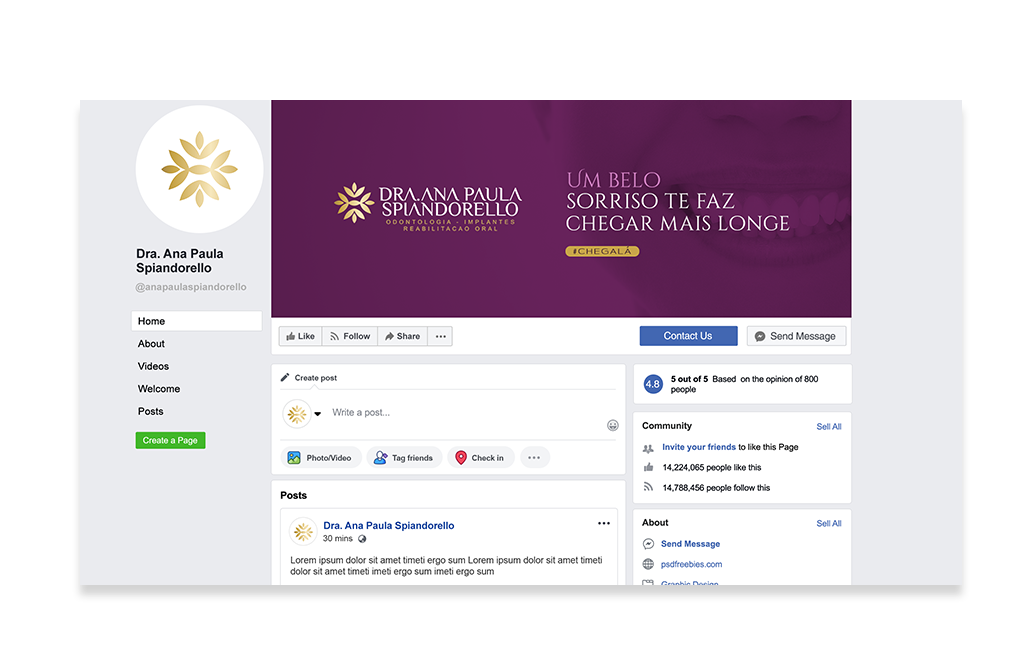 Dra. Ana Paula
Spiandorello
@anapaulaspiandorello
Home
About
Videos
Welcome
Posts
Create a Page
DRA.ANA PAULA
SPIANDORELLO
ODONTOLOGIA - IMPLANTES
REABILITACAO ORAL
UM BELO
SORRISO TE FAZ
CHEGAR MAIS LONGE
#CHEGALÁ
Like
Follow
Share
Contact Us
Send Message
Create post
Write a post...
Photo/Video
Tag friends
Check in
Posts
Dra. Ana Paula Spiandorello
30 mins
Lorem ipsum dolor sit amet timeti ergo sum Lorem ipsum dolor sit amet timeti
dolor sit amet timeti imeti ergo sum imeti ergo sum
4.8
5 out of 5 Based on the opinion of 800
people
Community
Sell All
Invite your friends to like this Page
14,224,065 people like this
14,788,456 people follow this
About
Sell All
Send Message
psdfreebies.com
Graphic Design